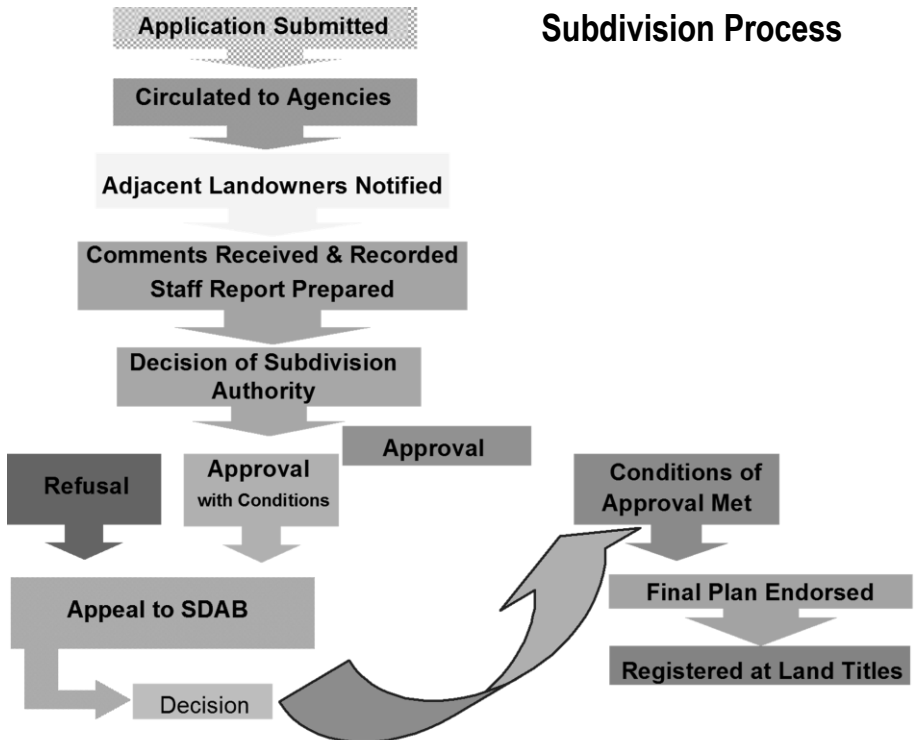 Subdivision Process
Application Submitted
Circulated to Agencies
Adjacent Landowners Notified
Comments Received & Recorded
Staff Report Prepared
Decision of Subdivision
Authority
Approval
Refusal
Approval
with Conditions
Appeal to SDAB
Decision
Conditions of
Approval Met
Final Plan Endorsed
Registered at Land Titles